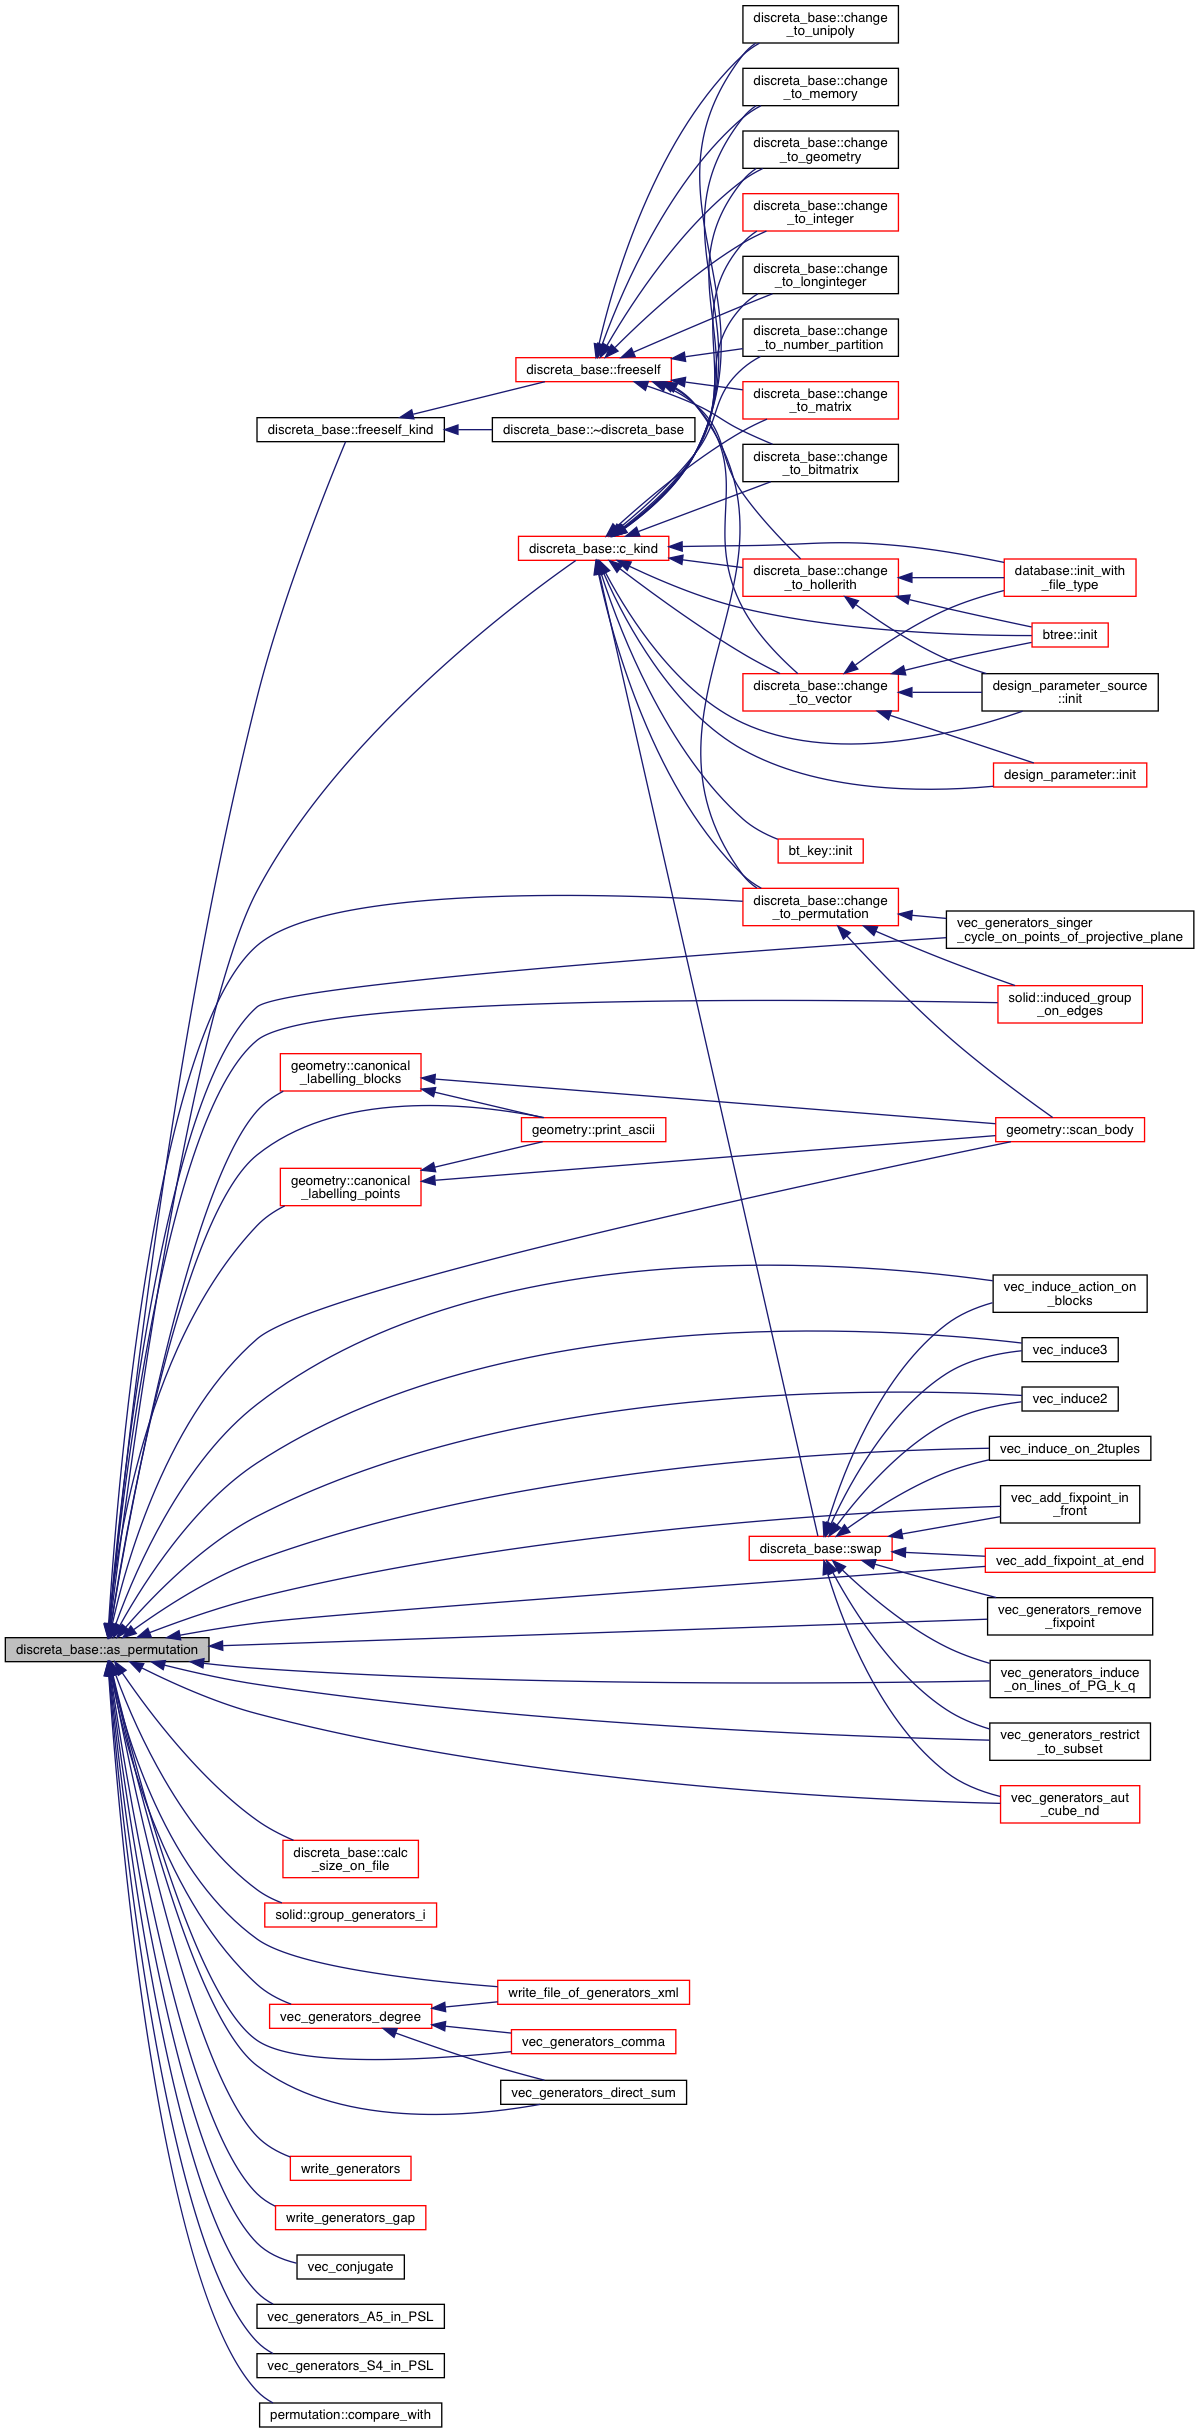 discreta_base::change
_to_unipoly
discreta_base::change
_to_memory
discreta_base::change
_to_geometry
discreta_base::change
_to_integer
discreta_base::change
_to_longinteger
discreta_base::change
_to_number_partition
discreta_base::freeself
discreta_base::change
_to_matrix
discreta_base::freeself_kind
discreta_base::~discreta_base
discreta_base::change
_to_bitmatrix
discreta_base::c_kind
discreta_base::change
_to_hollerith
database::init_with
_file_type
btree::init
discreta_base::change
_to_vector
design_parameter_source
::init
design_parameter::init
bt_key::init
discreta_base::change
_to_permutation
vec_generators_singer
_cycle_on_points_of_projective_plane
solid::induced_group
_on_edges
geometry::canonical
_labelling_blocks
geometry::print_ascii
geometry::scan_body
geometry::canonical
_labelling_points
vec_induce_action_on
_blocks
vec_induce3
vec_induce2
vec_induce_on_2tuples
vec_add_fixpoint_in
_front
discreta_base::swap
vec_add_fixpoint_at_end
vec_generators_remove
_fixpoint
discreta_base::as_permutation
vec_generators_induce
_on_lines_of_PG_k_q
vec_generators_restrict
_to_subset
vec_generators_aut
_cube_nd
discreta_base::calc
_size_on_file
solid::group_generators_i
write_file_of_generators_xml
vec_generators_degree
vec_generators_comma
vec_generators_direct_sum
write_generators
write_generators_gap
vec_conjugate
vec_generators_A5_in_PSL
vec_generators_S4_in_PSL
permutation::compare_with